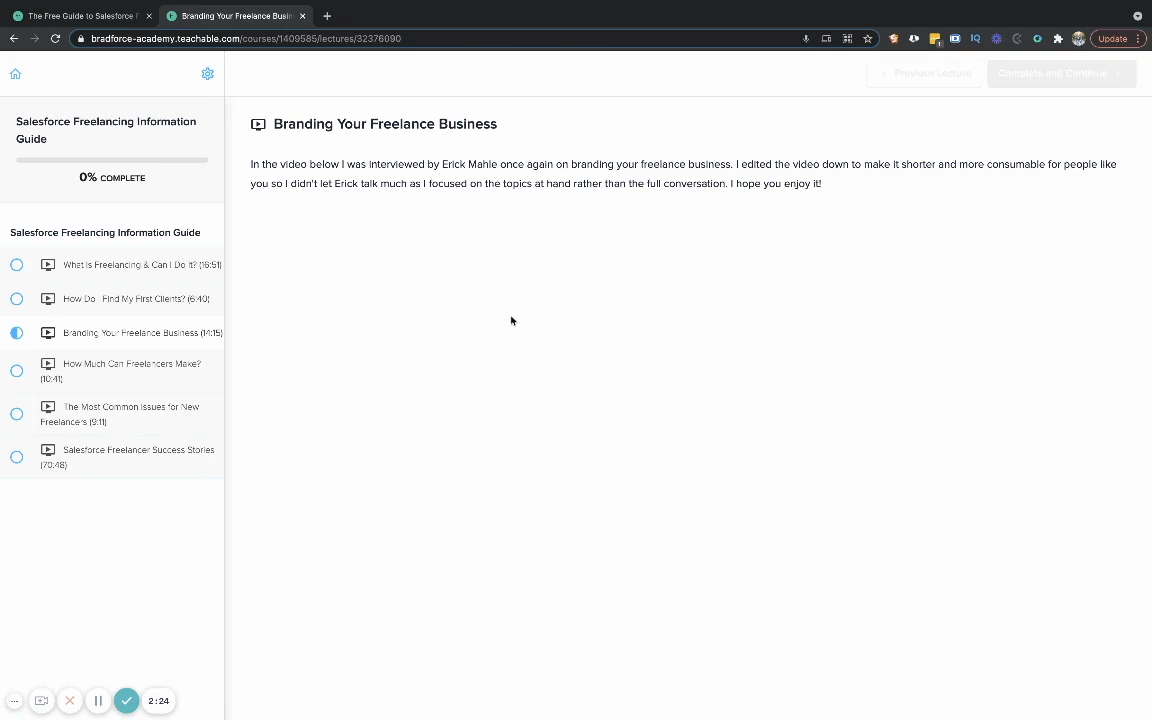 The Free Guide to Salesforce F
Branding Your Freelance Busin
bradforce-academy.teachable.com/courses/1409585/lectures/32376090
IQ
1
Update
Previous Lecture
Complete and Continue
Salesforce Freelancing Information
Guide
0% COMPLETE
Salesforce Freelancing Information Guide
What Is Freelancing & Can I Do It? (16:51)
How Do I Find My First Clients? (6:40)
Branding Your Freelance Business (14:15)
How Much Can Freelancers Make?
(10:41)
The Most Common Issues for New
Freelancers (9:11)
Salesforce Freelancer Success Stories
(70:48)
Branding Your Freelance Business
In the video below I was interviewed by Erick Mahle once again on branding your freelance business. I edited the video down to make it shorter and more consumable for people like
you so I didn't let Erick talk much as I focused on the topics at hand rather than the full conversation. I hope you enjoy it!
2:24